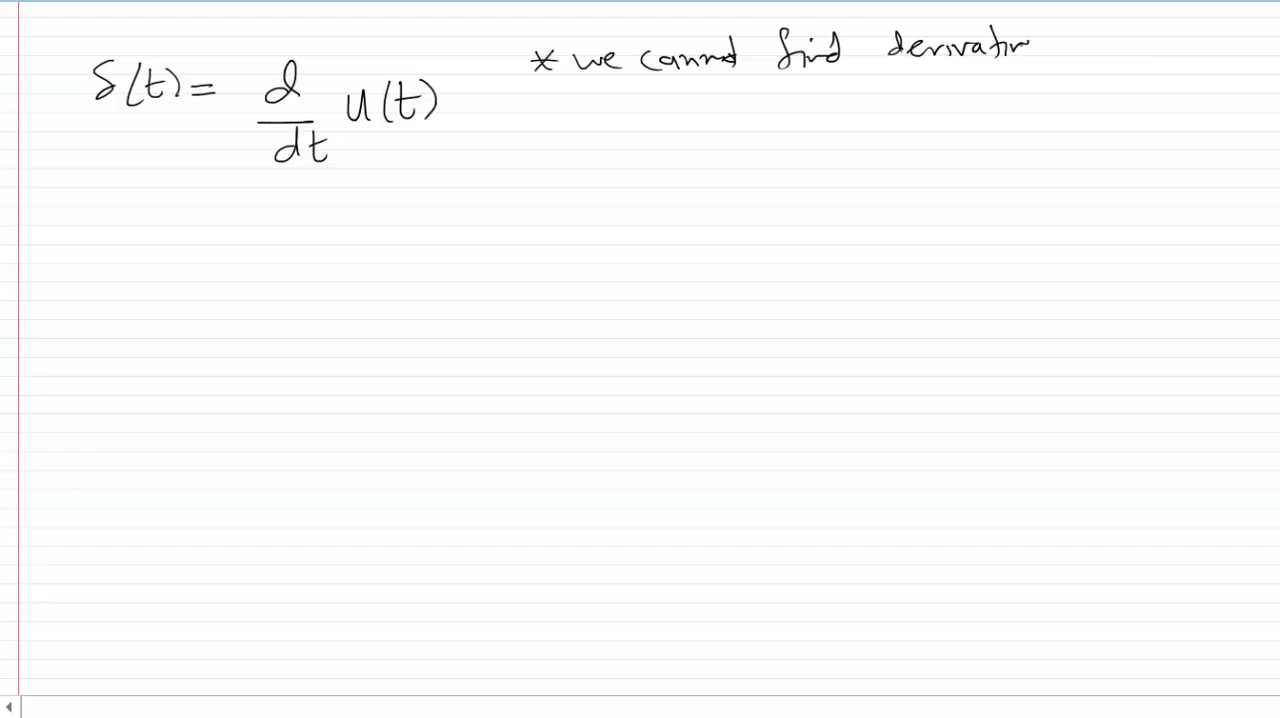 δ(t) = d/dt u(t)
* we cannot find derivative